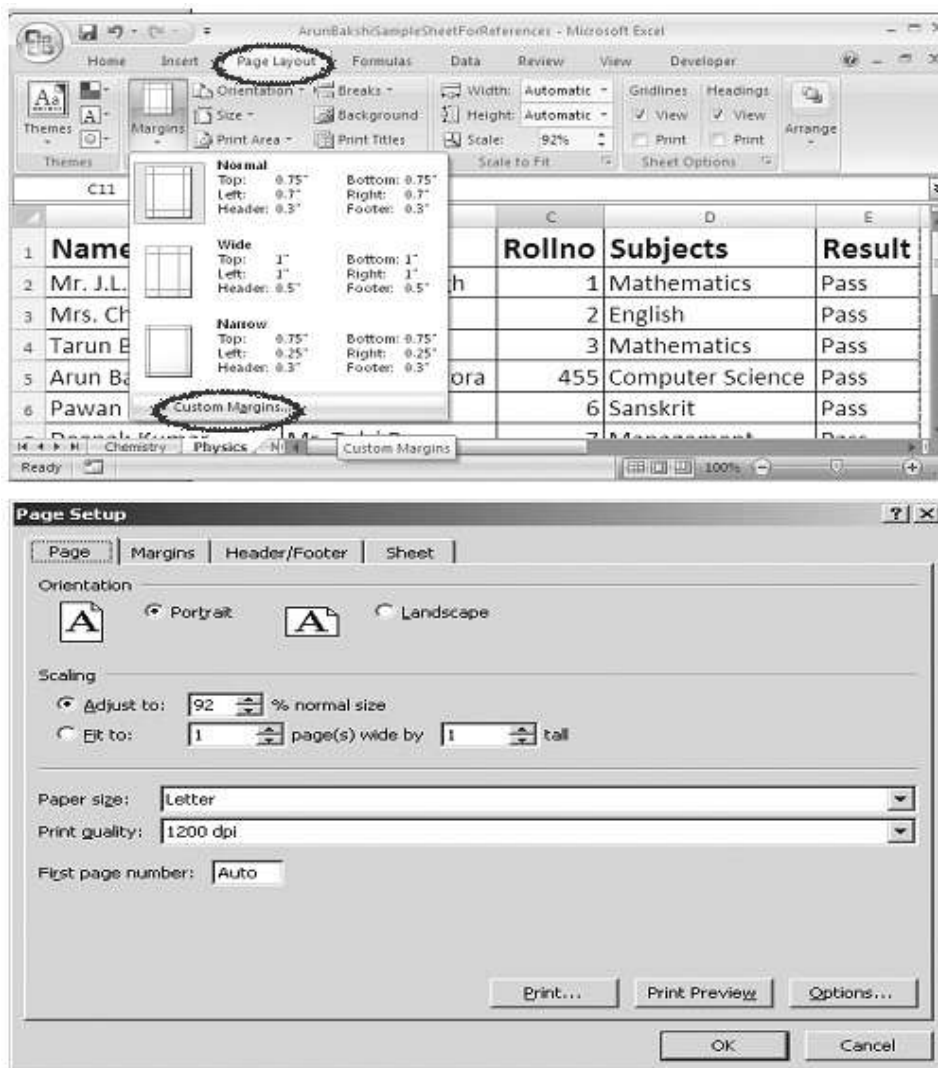 ArunBakshiSampleSheetForReferences - Microsoft Excel
Home Insert Page Layout Formulas Data Review View Developer
Themes Margins Orientation Size Print Area Breaks Background Print Titles
Width: Automatic
Height: Automatic
Scale: 92%
Gridlines Headings
View View
Print Print
Arrange
Themes Scale to Fit Sheet Options
C11
Normal
Top: 0.75" Bottom: 0.75"
Left: 0.7" Right: 0.7"
Header: 0.3" Footer: 0.3"
Wide
Top: 1" Bottom: 1"
Left: 1" Right: 1"
Header: 0.5" Footer: 0.5"
Narrow
Top: 0.75" Bottom: 0.75"
Left: 0.25" Right: 0.25"
Header: 0.3" Footer: 0.3"
Custom Margins...
C D E
1 Name Rollno Subjects Result
2 Mr. J.L. h 1 Mathematics Pass
3 Mrs. Ch 2 English Pass
4 Tarun B 3 Mathematics Pass
5 Arun Ba ora 455 Computer Science Pass
6 Pawan 6 Sanskrit Pass
Deepak Kumar 7 Management Pass
Chemistry Physics Custom Margins
Ready 100%
Page Setup
Page Margins Header/Footer Sheet
Orientation
A Portrait A Landscape
Scaling
Adjust to: 92 % normal size
Fit to: 1 page(s) wide by 1 tall
Paper size: Letter
Print quality: 1200 dpi
First page number: Auto
Print... Print Preview Options...
OK Cancel